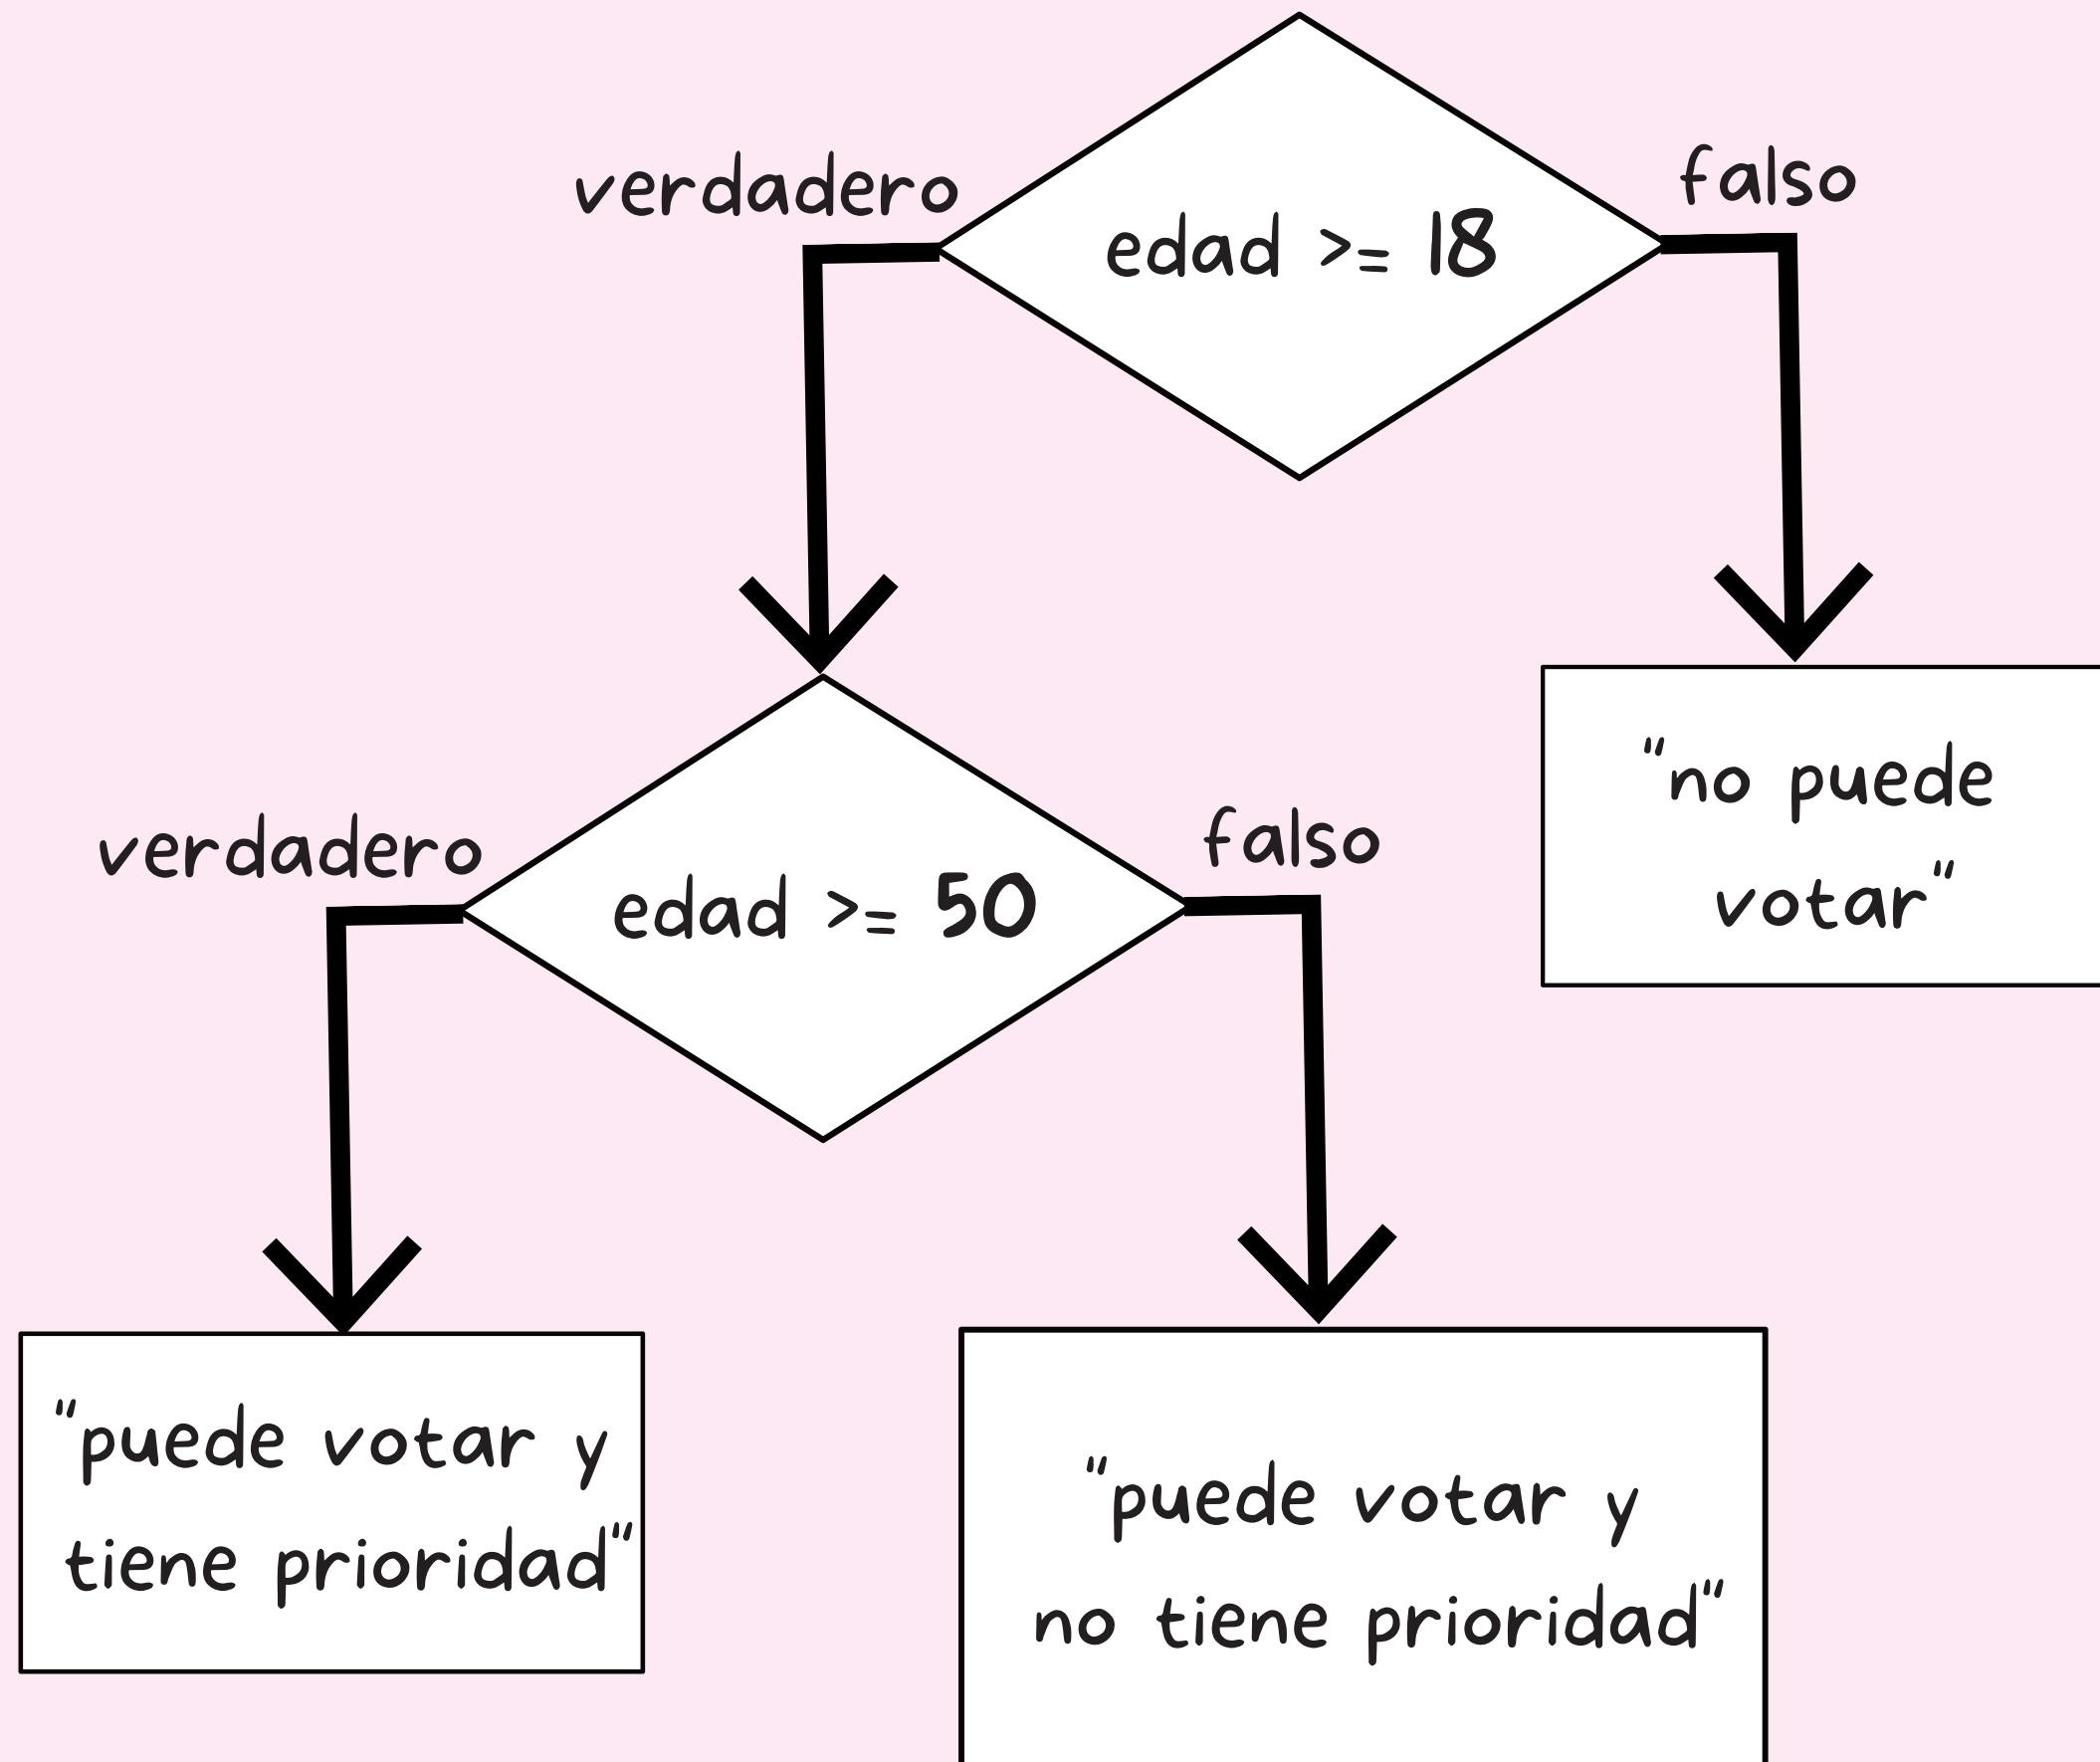 verdadero
edad >= 18
falso
"no puede
votar"
verdadero
edad >= 50
falso
"puede votar y
tiene prioridad"
"puede votar y
no tiene prioridad"